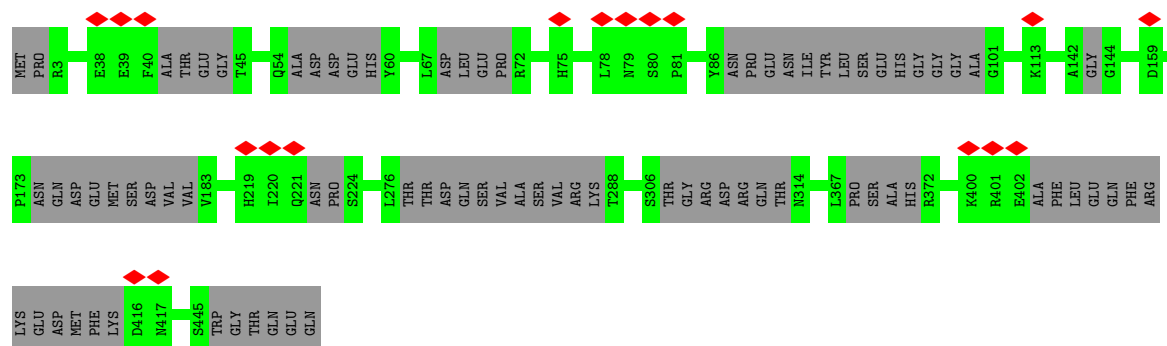 MET PRO R3 E38 E39 F40 ALA THR GLU GLY T45 Q54 ALA ASP ASP GLU HIS Y60 L67 ASP LEU GLU PRO R72 H75 L78 N79 S80 P81 Y86 ASN PRO GLU ASN ILE TYR LEU SER GLU HIS GLY GLY GLY ALA G101 K113 A142 GLY G144 D159
P173 ASN GLN ASP GLU MET SER ASP VAL VAL V183 H219 I220 Q221 ASN PRO S224 L276 THR THR ASP GLN SER VAL ALA SER VAL ARG LYS T288 S306 THR GLY ARG ASP ARG GLN THR N314 L367 PRO SER ALA HIS R372 K400 R401 E402 ALA PHE LEU GLU GLN PHE ARG
LYS GLU ASP MET PHE LYS D416 N417 S445 TRP GLY THR GLN GLU GLN